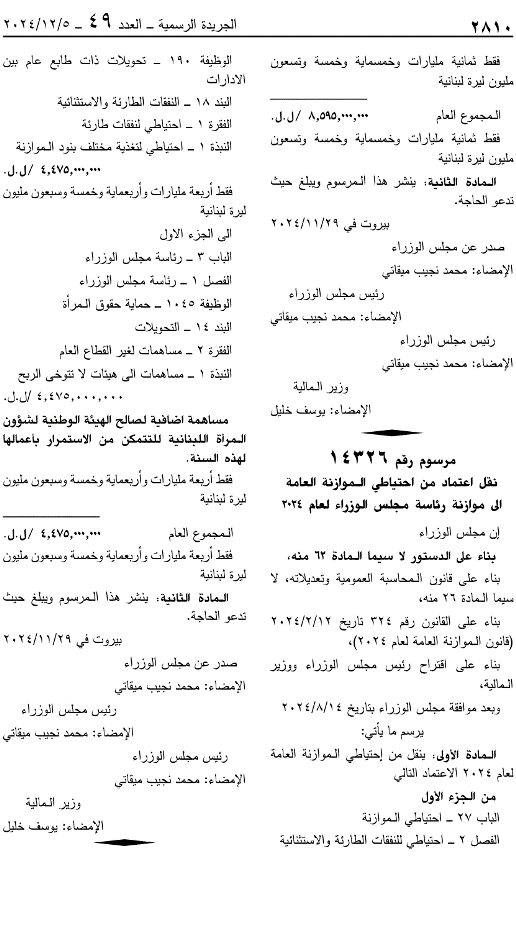 ٢٨١٠
الجريدة الرسمية ـ العدد ٤٩ ـ ٢٠٢٤/١٢/٥
فقط ثمانية مليارات وخمسماية وخمسة وتسعون
مليون ليرة لبنانية
المجموع العام ٨,٥٩٥,٠٠٠,٠٠٠ /ل.ل.
فقط ثمانية مليارات وخمسماية وخمسة وتسعون
مليون ليرة لبنانية
المادة الثانية: ينشر هذا المرسوم ويبلغ حيث
تدعو الحاجة.
بيروت في ٢٠٢٤/١١/٢٩
صدر عن مجلس الوزراء
الإمضاء: محمد نجيب ميقاتي
رئيس مجلس الوزراء
الإمضاء: محمد نجيب ميقاتي
رئيس مجلس الوزراء
الإمضاء: محمد نجيب ميقاتي
وزير المالية
الإمضاء: يوسف خليل
مرسوم رقم ١٤٣٢٦
نقل اعتماد من احتياطي الموازنة العامة
الى موازنة رئاسة مجلس الوزراء لعام ٢٠٢٤
إن مجلس الوزراء
بناء على الدستور لا سيما المادة ٦٢ منه،
بناء على قانون المحاسبة العمومية وتعديلاته، لا
سيما المادة ٢٦ منه،
بناء على القانون رقم ٣٢٤ تاريخ ٢٠٢٤/٢/١٢
(قانون الموازنة العامة لعام ٢٠٢٤)،
بناء على اقتراح رئيس مجلس الوزراء ووزير
المالية،
وبعد موافقة مجلس الوزراء بتاريخ ٢٠٢٤/٨/١٤
يرسم ما يأتي:
المادة الأولى: ينقل من إحتياطي الموازنة العامة
لعام ٢٠٢٤ الاعتماد التالي
من الجزء الأول
الباب ٢٧ ـ احتياطي الموازنة
الفصل ٢ ـ احتياطي للنفقات الطارئة والاستثنائية
الوظيفة ١٩٠ ـ تحويلات ذات طابع عام بين
الادارات
البند ١٨ ـ النفقات الطارئة والاستثنائية
الفقرة ١ ـ احتياطي لنفقات طارئة
النبذة ١ ـ احتياطي لتغذية مختلف بنود الموازنة
٤,٤٧٥,٠٠٠,٠٠٠ /ل.ل.
فقط أربعة مليارات وأربعماية وخمسة وسبعون مليون
ليرة لبنانية
الى الجزء الاول
الباب ٣ ـ رئاسة مجلس الوزراء
الفصل ١ ـ رئاسة مجلس الوزراء
الوظيفة ١٠٤٥ ـ حماية حقوق المرأة
البند ١٤ ـ التحويلات
الفقرة ٢ ـ مساهمات لغير القطاع العام
النبذة ١ ـ مساهمات الى هيئات لا تتوخى الربح
٤,٤٧٥,٠٠٠,٠٠٠ /ل.ل.
مساهمة اضافية لصالح الهيئة الوطنية لشؤون
المرأة اللبنانية للتتمكن من الاستمرار بأعمالها
لهذه السنة.
فقط أربعة مليارات وأربعماية وخمسة وسبعون مليون
ليرة لبنانية
المجموع العام ٤,٤٧٥,٠٠٠,٠٠٠ /ل.ل.
فقط أربعة مليارات وأربعماية وخمسة وسبعون مليون
ليرة لبنانية
المادة الثانية: ينشر هذا المرسوم ويبلغ حيث
تدعو الحاجة.
بيروت في ٢٠٢٤/١١/٢٩
صدر عن مجلس الوزراء
الإمضاء: محمد نجيب ميقاتي
رئيس مجلس الوزراء
الإمضاء: محمد نجيب ميقاتي
رئيس مجلس الوزراء
الإمضاء: محمد نجيب ميقاتي
وزير المالية
الإمضاء: يوسف خليل